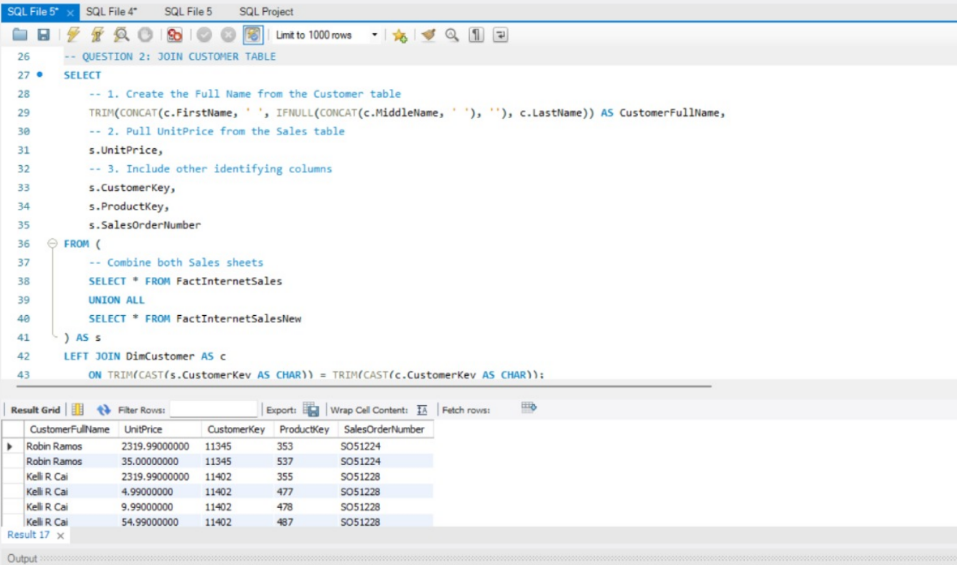 SQL File 5* × SQL File 4* SQL File 5 SQL Project
Limit to 1000 rows
26 -- QUESTION 2: JOIN CUSTOMER TABLE
27 SELECT
28 -- 1. Create the Full Name from the Customer table
29 TRIM(CONCAT(c.FirstName, ' ', IFNULL(CONCAT(c.MiddleName, ' '), ''), c.LastName)) AS CustomerFullName,
30 -- 2. Pull UnitPrice from the Sales table
31 s.UnitPrice,
32 -- 3. Include other identifying columns
33 s.CustomerKey,
34 s.ProductKey,
35 s.SalesOrderNumber
36 FROM (
37 -- Combine both Sales sheets
38 SELECT * FROM FactInternetSales
39 UNION ALL
40 SELECT * FROM FactInternetSalesNew
41 ) AS s
42 LEFT JOIN DimCustomer AS c
43 ON TRIM(CAST(s.CustomerKey AS CHAR)) = TRIM(CAST(c.CustomerKey AS CHAR));
Result Grid Filter Rows: Export: Wrap Cell Content: Fetch rows:
CustomerFullName UnitPrice CustomerKey ProductKey SalesOrderNumber
Robin Ramos 2319.99000000 11345 353 SO51224
Robin Ramos 35.00000000 11345 537 SO51224
Kelli R Cai 2319.99000000 11402 355 SO51228
Kelli R Cai 4.99000000 11402 477 SO51228
Kelli R Cai 9.99000000 11402 478 SO51228
Kelli R Cai 54.99000000 11402 487 SO51228
Result 17 ×
Output